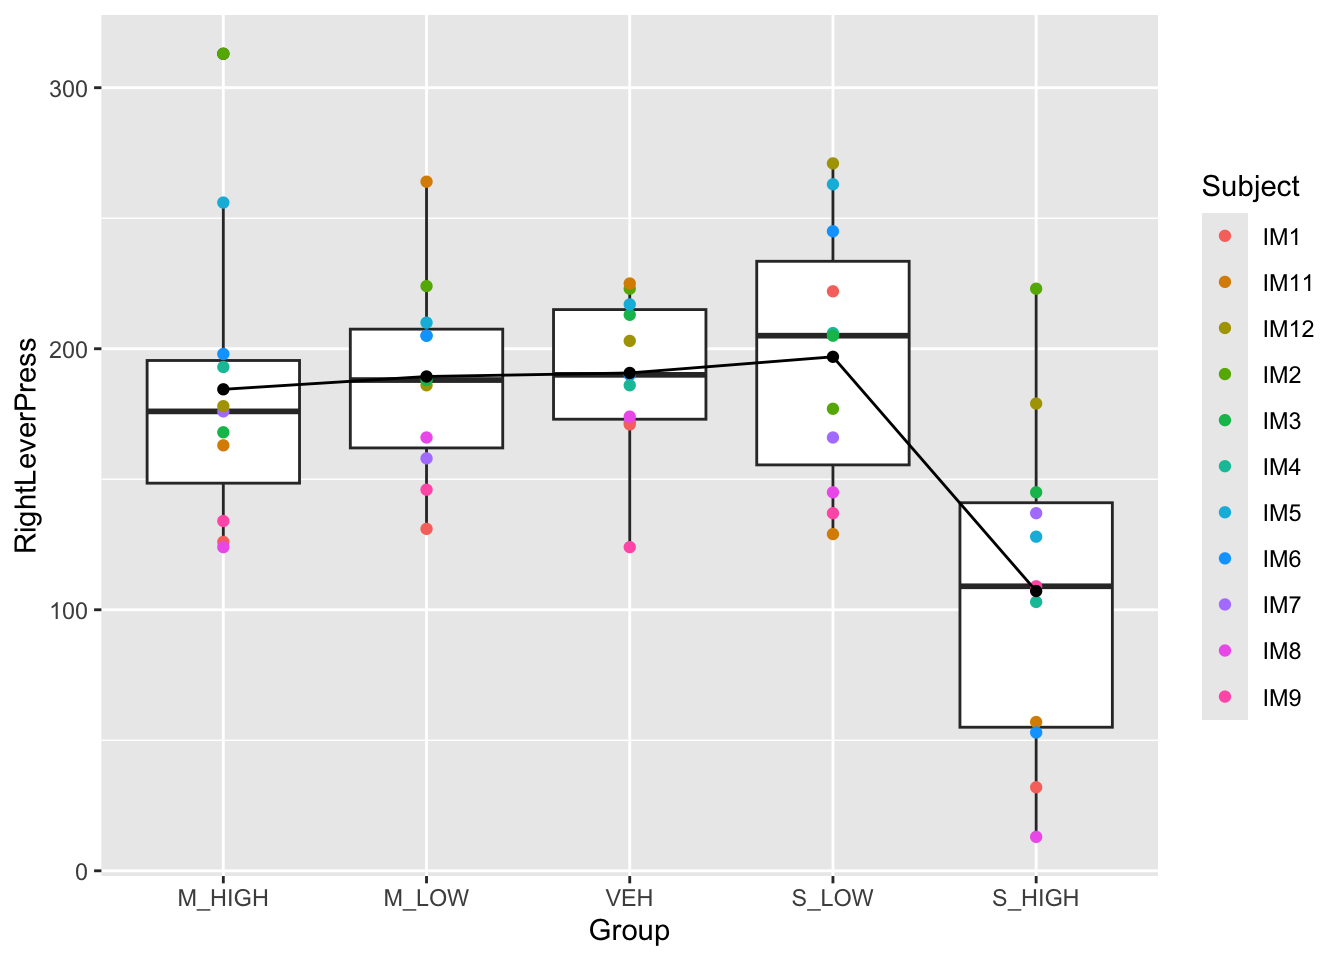 RightLeverPress
300
200
100
0
M_HIGH
M_LOW
VEH
S_LOW
S_HIGH
Group
Subject
IM1
IM11
IM12
IM2
IM3
IM4
IM5
IM6
IM7
IM8
IM9